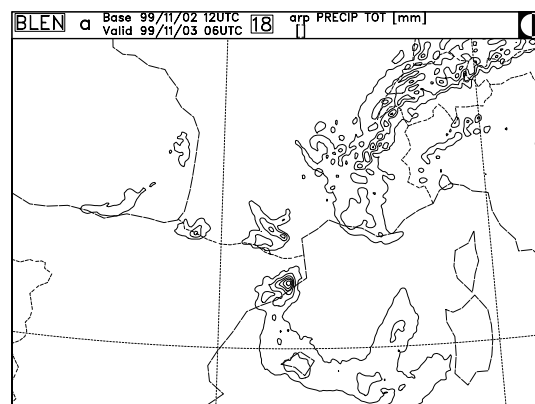 BLEN a Base 99/11/02 12UTC 18 arp PRECIP TOT [mm]
Valid 99/11/03 06UTC []